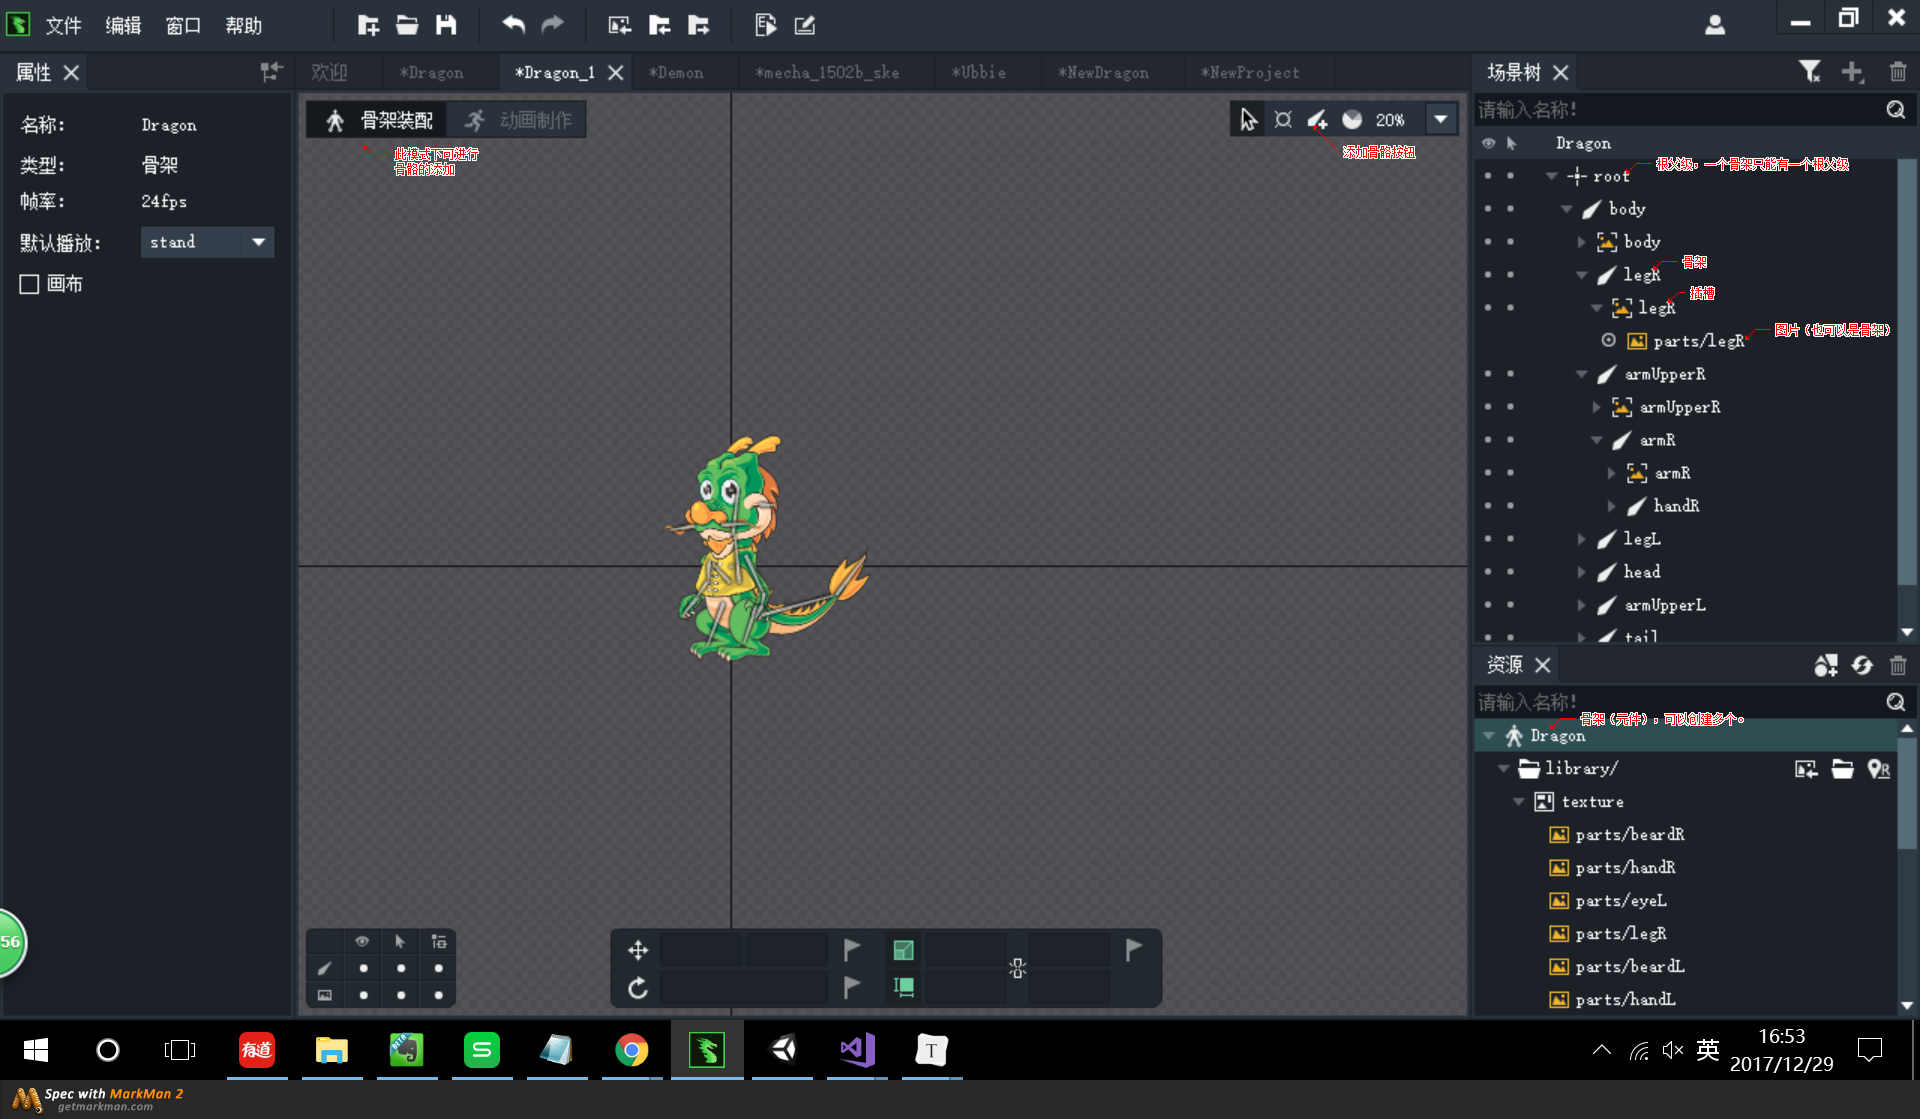 文件 编辑 窗口 帮助
属性
欢迎 *Dragon *Dragon_1 *Demon *mecha_1502b_ske *Ubbie *NewDragon *NewProject
场景树
名称: Dragon
类型: 骨架
帧率: 24fps
默认播放: stand
画布
骨架装配 动画制作
此模式下可进行
骨骼的添加
20%
添加骨骼按钮
请输入名称!
Dragon
root
根父级，一个骨架只能有一个根父级
body
body
legR
骨架
legR
插槽
parts/legR
图片（也可以是骨架）
armUpperR
armUpperR
armR
armR
handR
legL
head
armUpperL
tail
资源
请输入名称!
骨架（元件），可以创建多个。
Dragon
library/
texture
parts/beardR
parts/handR
parts/eyeL
parts/legR
parts/beardL
parts/handL
56
有道
BETA
S
T
英
16:53
2017/12/29
Spec with MarkMan 2
getmarkman.com